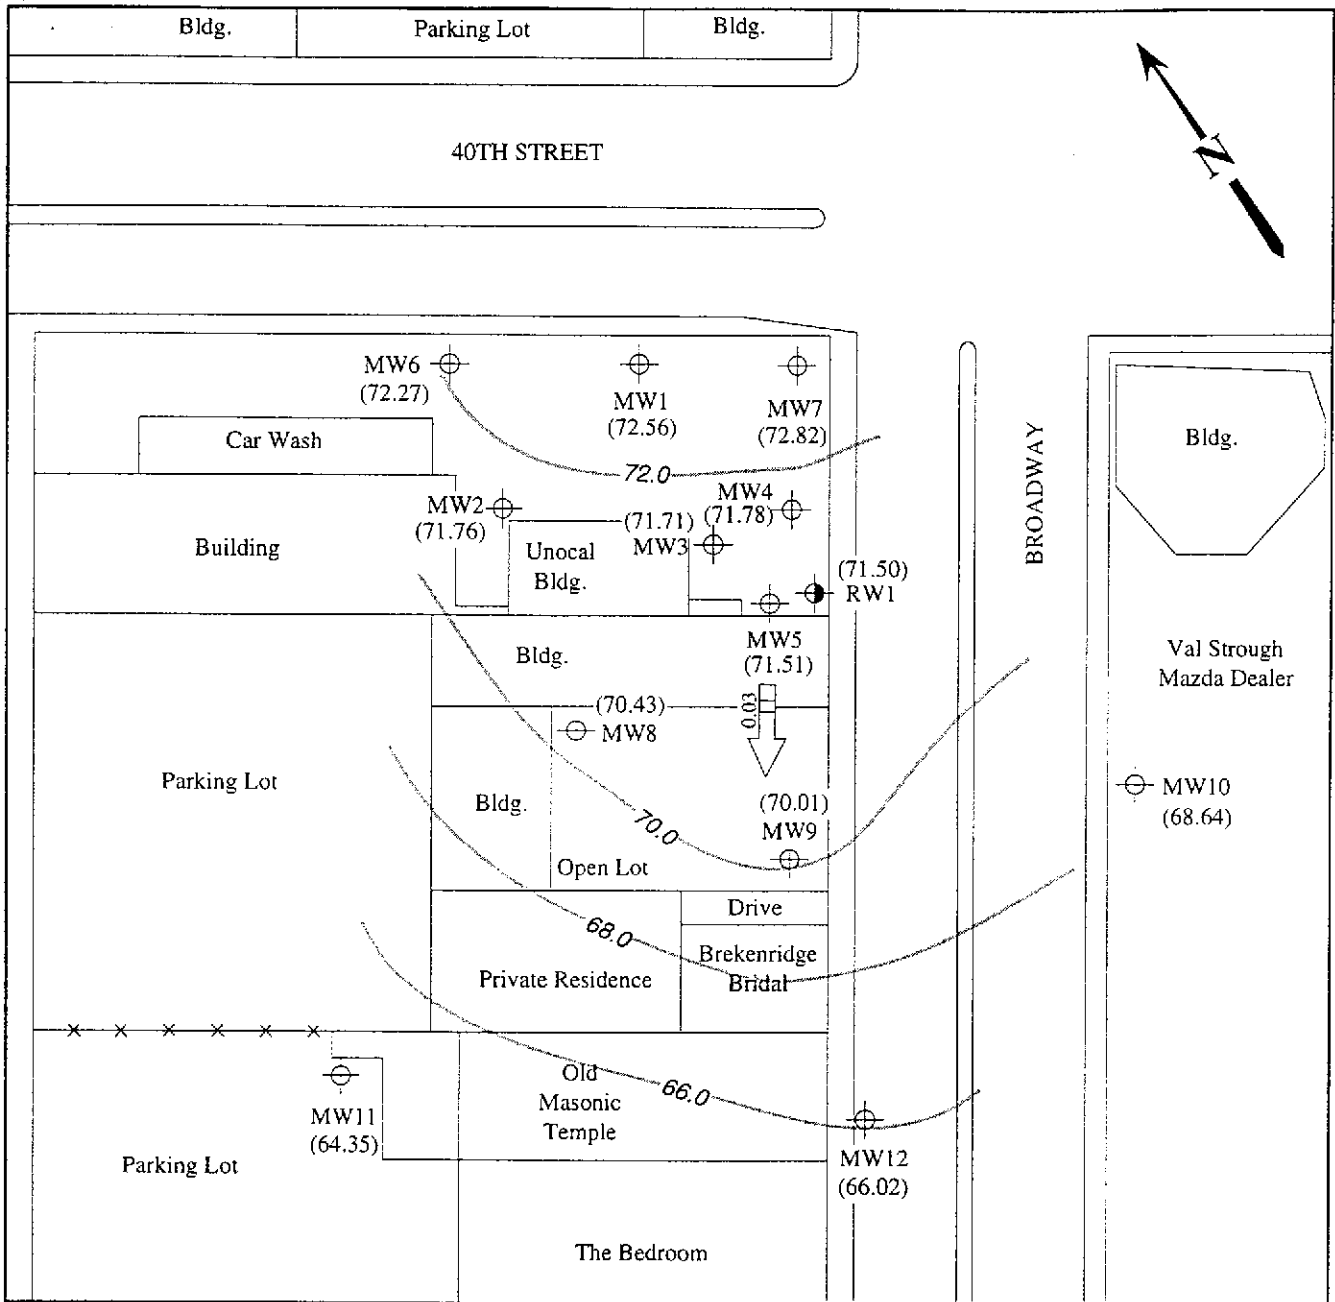 Bldg.
Parking Lot
Bldg.
40TH STREET
N
MW6
(72.27)
MW1
(72.56)
MW7
(72.82)
Car Wash
72.0
Bldg.
BROADWAY
MW2
(71.76)
MW4
(71.78)
(71.71)
MW3
Building
Unocal
Bldg.
(71.50)
RW1
MW5
(71.51)
Bldg.
Val Strough
Mazda Dealer
(70.43)
MW8
0.03
Parking Lot
Bldg.
(70.01)
MW9
70.0
MW10
(68.64)
Open Lot
Drive
68.0
Brekenridge
Bridal
Private Residence
Old
Masonic
Temple
66.0
MW11
(64.35)
Parking Lot
MW12
(66.02)
The Bedroom